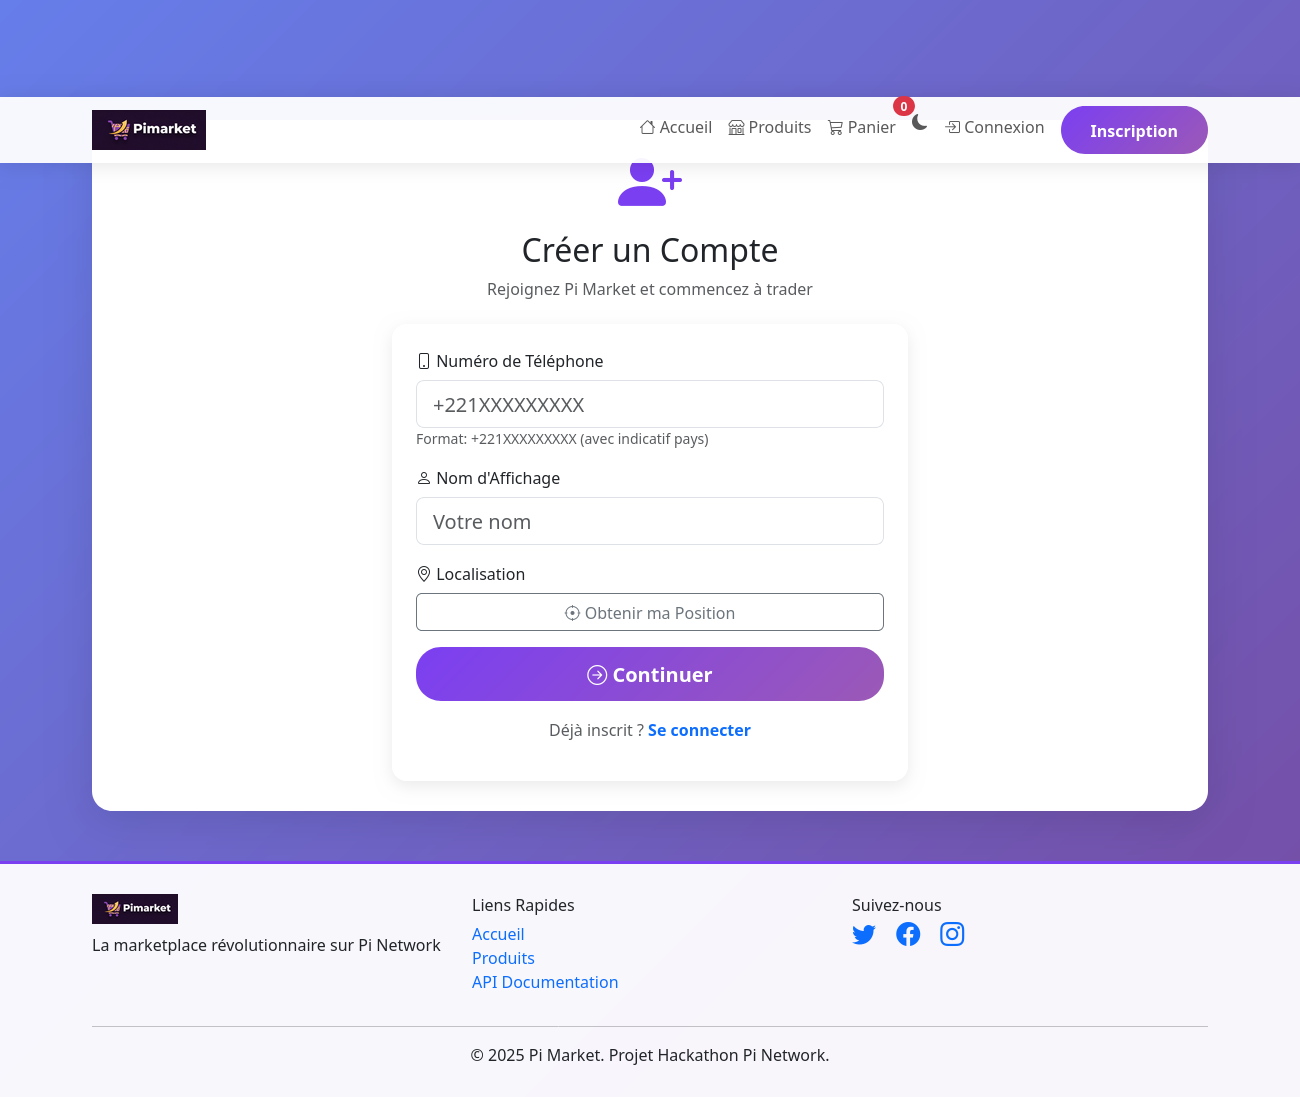 Pimarket
Accueil
Produits
Panier
0
Connexion
Inscription
Créer un Compte
Rejoignez Pi Market et commencez à trader
Numéro de Téléphone
+221XXXXXXXXX
Format: +221XXXXXXXXX (avec indicatif pays)
Nom d'Affichage
Votre nom
Localisation
Obtenir ma Position
Continuer
Déjà inscrit ? Se connecter
Pimarket
La marketplace révolutionnaire sur Pi Network
Liens Rapides
Accueil
Produits
API Documentation
Suivez-nous
© 2025 Pi Market. Projet Hackathon Pi Network.